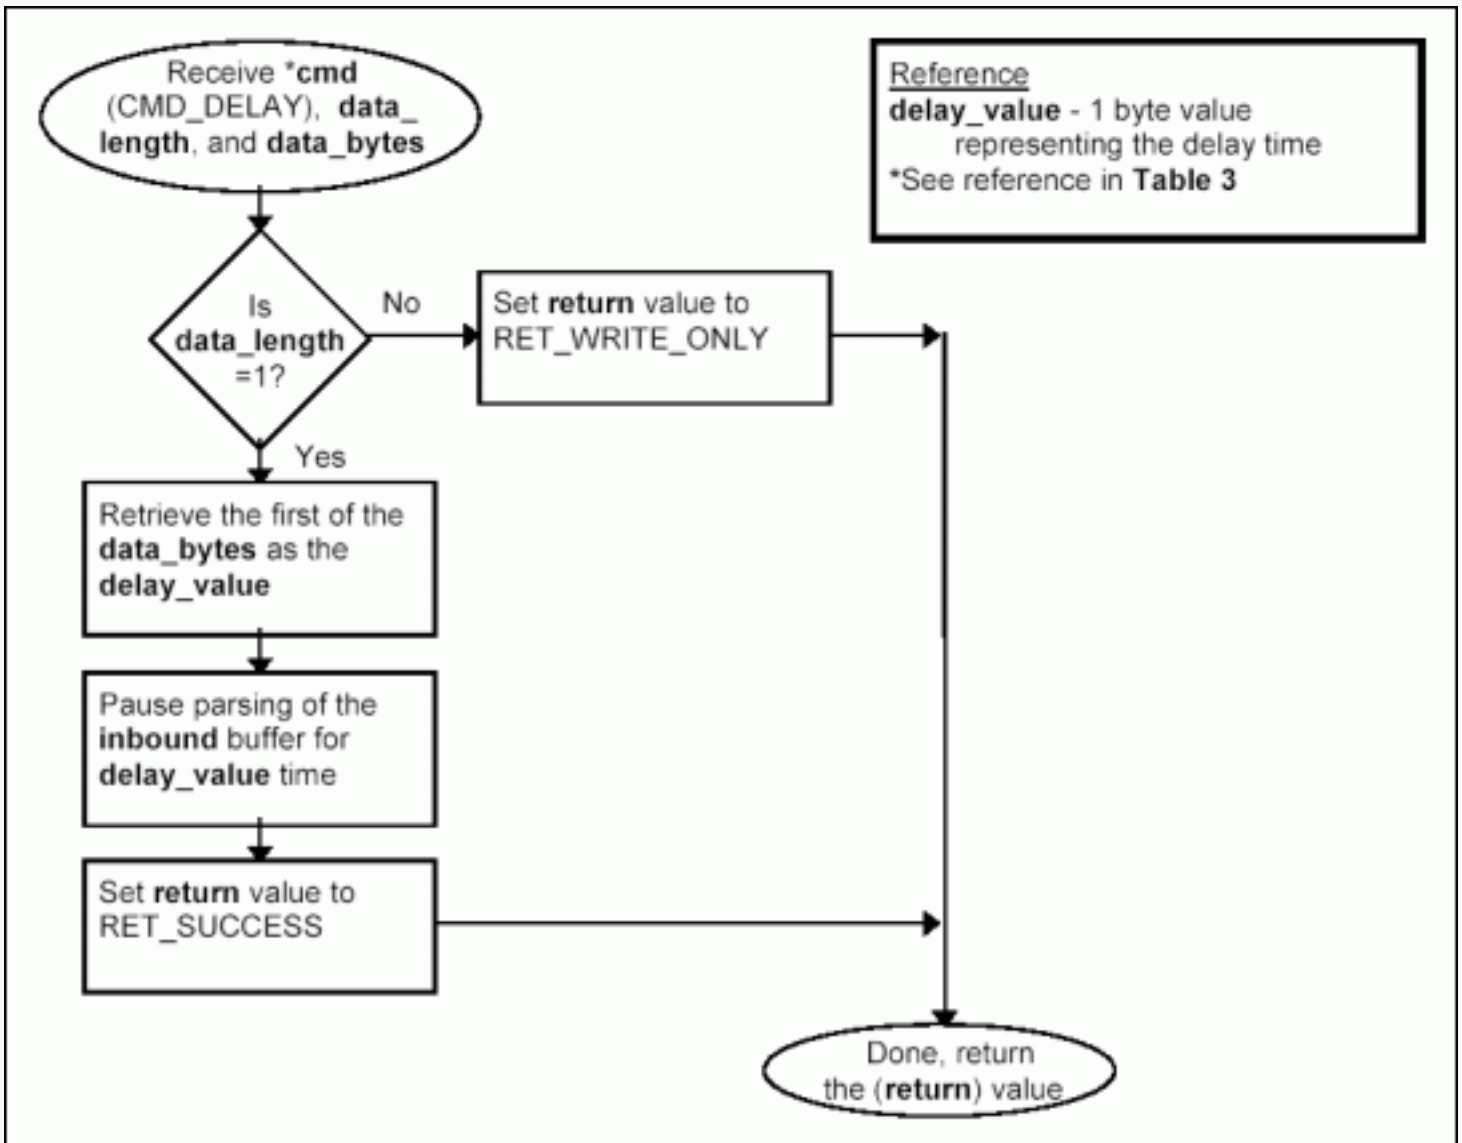 Receive *cmd
(CMD_DELAY), data_
length, and data_bytes
Reference
delay_value - 1 byte value
representing the delay time
*See reference in Table 3
Is
data_length
=1?
No
Set return value to
RET_WRITE_ONLY
Yes
Retrieve the first of the
data_bytes as the
delay_value
Pause parsing of the
inbound buffer for
delay_value time
Set return value to
RET_SUCCESS
Done, return
the (return) value